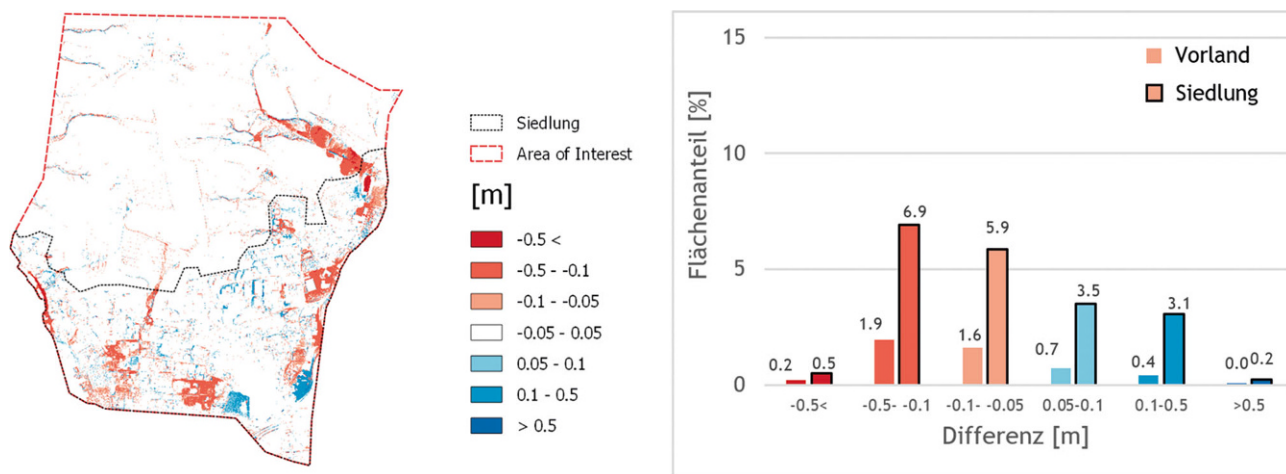 Siedlung
Area of Interest
[m]
-0.5 <
-0.5 - -0.1
-0.1 - -0.05
-0.05 - 0.05
0.05 - 0.1
0.1 - 0.5
> 0.5
Flächenanteil [%]
15
10
5
0
Vorland
Siedlung
0.2 0.5
1.9 6.9
1.6 5.9
0.7 3.5
0.4 3.1
0.0 0.2
-0.5< -0.5- -0.1 -0.1- -0.05 0.05-0.1 0.1-0.5 >0.5
Differenz [m]